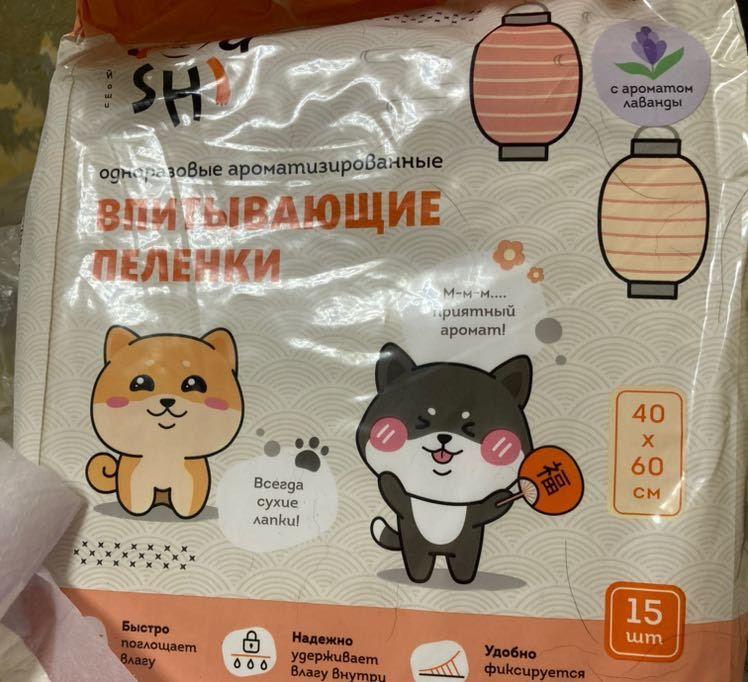 SHI
с ароматом
лаванды
одноразовые ароматизированные
ВПИТЫВАЮЩИЕ
ПЕЛЕНКИ
М-м-м....
приятный
аромат!
Всегда
сухие
лапки!
福
40
x
60
см
15
шт
Быстро
поглощает
влагу
Надежно
удерживает
влагу внутри
Удобно
фиксируется